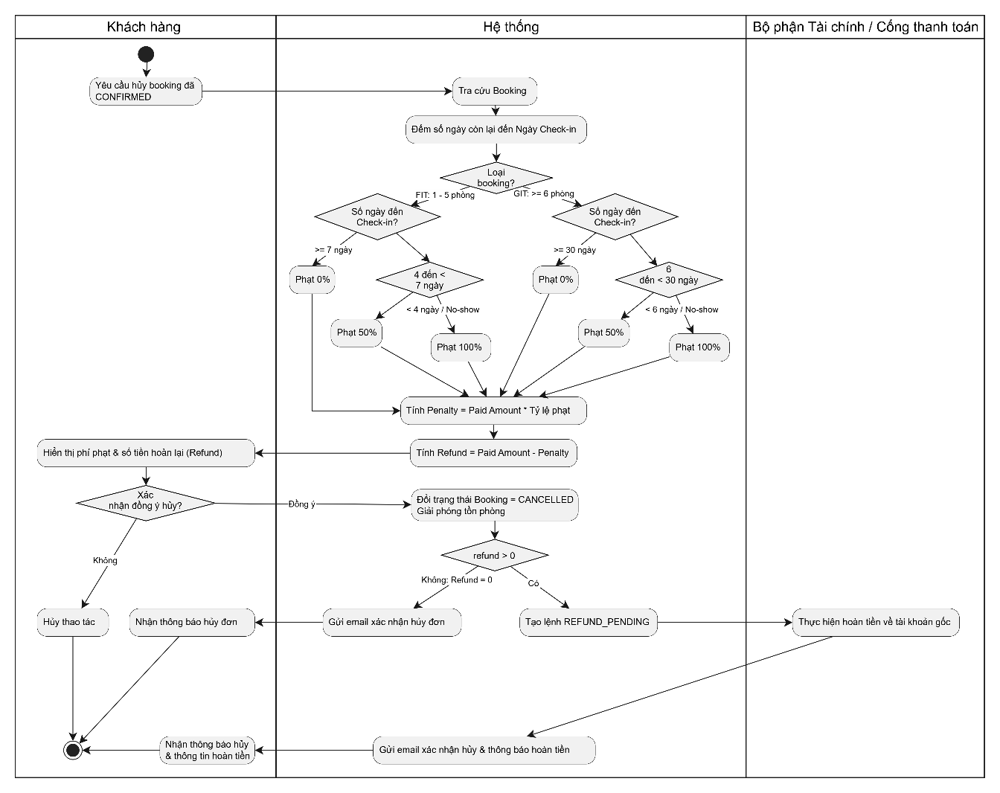 Khách hàng
Hệ thống
Bộ phận Tài chính / Cổng thanh toán
Yêu cầu hủy booking đã
CONFIRMED
Tra cứu Booking
Đếm số ngày còn lại đến Ngày Check-in
Loại
booking?
FIT: 1 - 5 phòng
GIT: >= 6 phòng
Số ngày đến
Check-in?
Số ngày đến
Check-in?
>= 7 ngày
>= 30 ngày
Phạt 0%
4 đến <
7 ngày
Phạt 0%
6
đến < 30 ngày
< 4 ngày / No-show
< 6 ngày / No-show
Phạt 50%
Phạt 100%
Phạt 50%
Phạt 100%
Tính Penalty = Paid Amount * Tỷ lệ phạt
Hiển thị phí phạt & số tiền hoàn lại (Refund)
Tính Refund = Paid Amount - Penalty
Xác
nhận đồng ý hủy?
Đồng ý
Đổi trạng thái Booking = CANCELLED
Giải phóng tồn phòng
Không
refund > 0
Không: Refund = 0
Có
Hủy thao tác
Nhận thông báo hủy đơn
Gửi email xác nhận hủy đơn
Tạo lệnh REFUND_PENDING
Thực hiện hoàn tiền về tài khoản gốc
Nhận thông báo hủy
& thông tin hoàn tiền
Gửi email xác nhận hủy & thông báo hoàn tiền